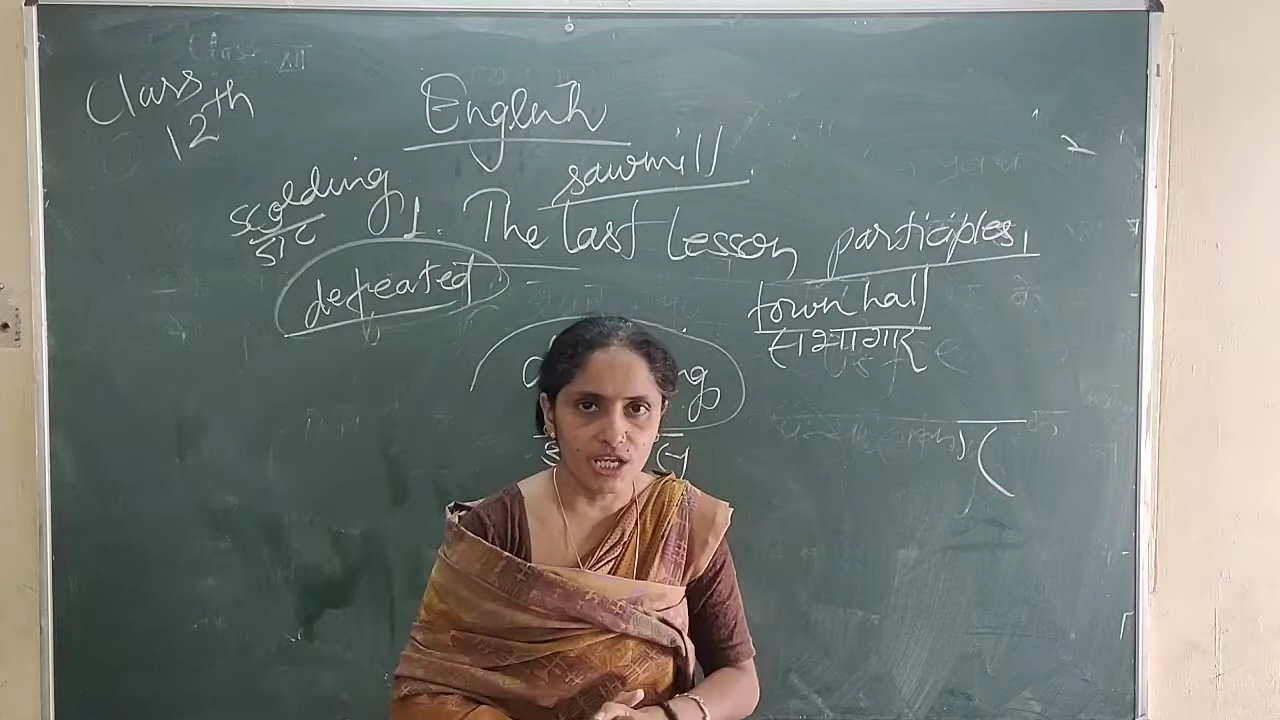 Class English
12th
scolding sawmill
डाट
1. The last Lesson participles,
defeated town hall
सभागार